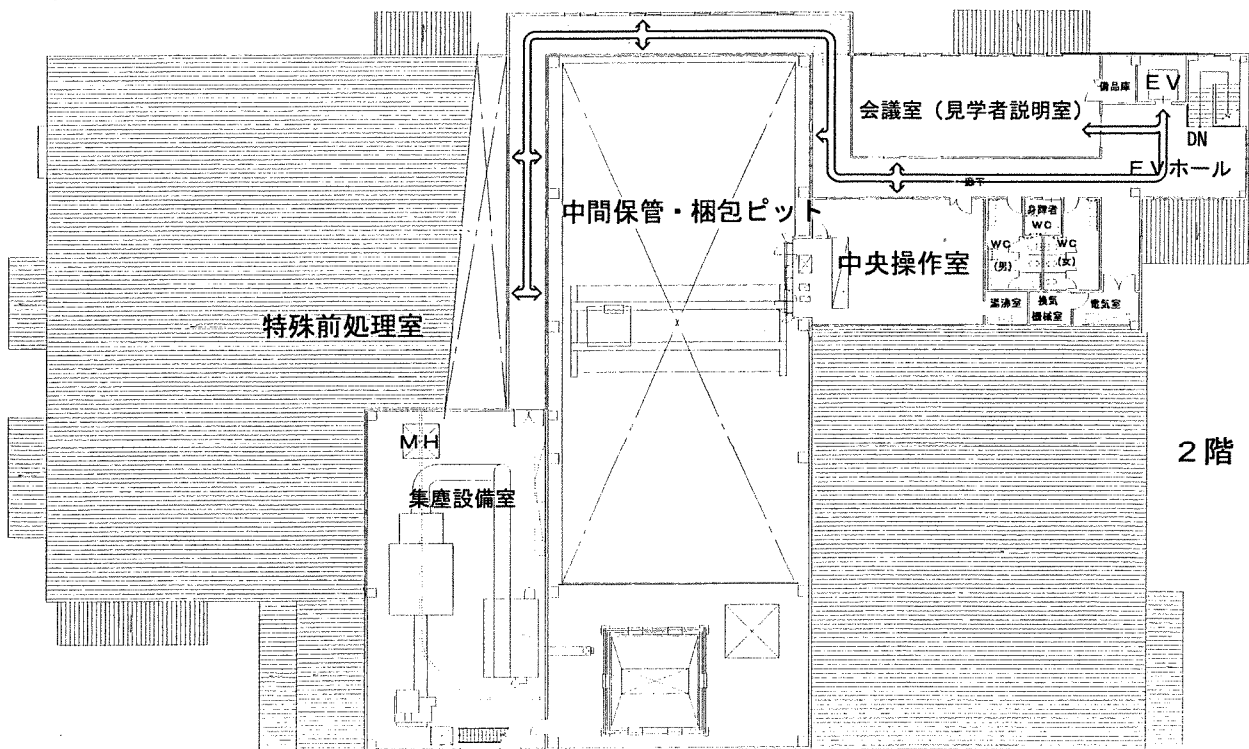 備品庫
ＥＶ
会議室（見学者説明室）
DN
ＥＶホール
廊下
中間保管・梱包ピット
身障者
WC
WC
(男)
WC
(女)
中央操作室
湯沸室
換気
機械室
電気室
特殊前処理室
ＭＨ
２階
集塵設備室